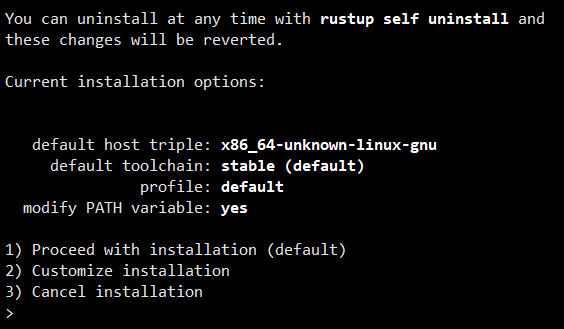 You can uninstall at any time with rustup self uninstall and
these changes will be reverted.
Current installation options:
default host triple: x86_64-unknown-linux-gnu
default toolchain: stable (default)
profile: default
modify PATH variable: yes
1) Proceed with installation (default)
2) Customize installation
3) Cancel installation
>